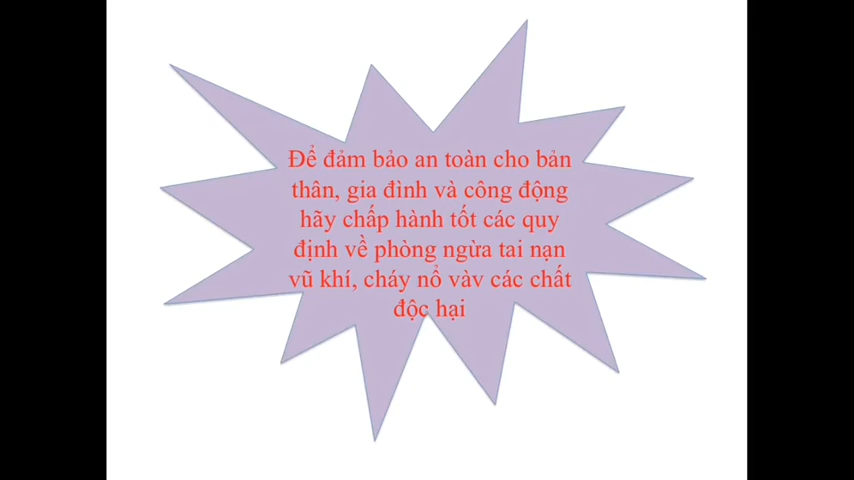 Để đảm bảo an toàn cho bản
thân, gia đình và công động
hãy chấp hành tốt các quy
định về phòng ngừa tai nạn
vũ khí, cháy nổ vàv các chất
độc hại